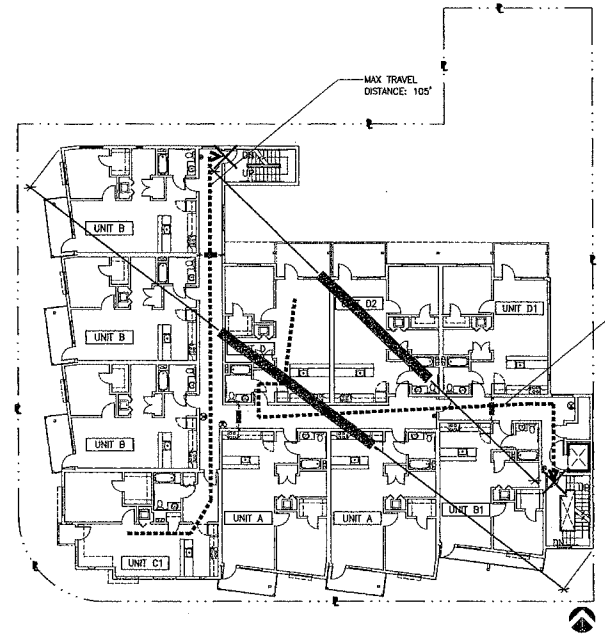 MAX TRAVEL
DISTANCE: 105'
DN
UP
UNIT B
UNIT D2
UNIT D1
UNIT B
UNIT B
UNIT A
UNIT A
UNIT B1
UNIT C1